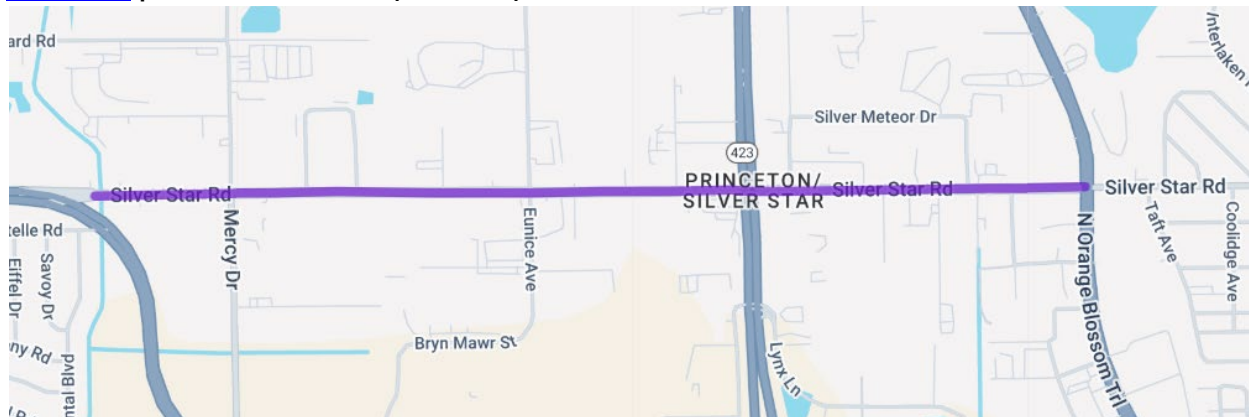 ard Rd
Interlaken
Silver Meteor Dr
423
PRINCETON/
SILVER STAR
Silver Star Rd
Silver Star Rd
Silver Star Rd
Mercy Dr
Eunice Ave
Taft Ave
Coolidge Ave
telle Rd
Savoy Dr
Eiffel Dr
N Orange Blossom Trl
Bryn Mawr St
Lynx Ln
ny Rd
ntal Blvd